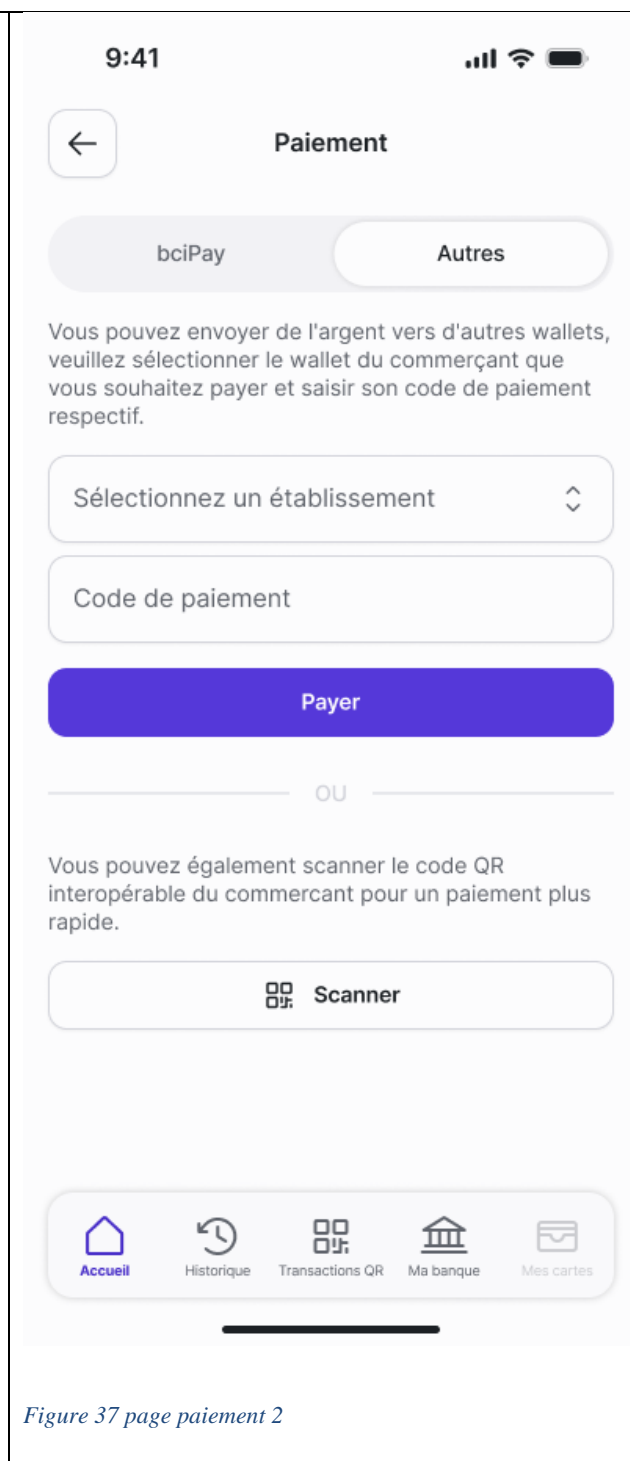 9:41
Paiement
bciPay
Autres
Vous pouvez envoyer de l'argent vers d'autres wallets,
veuillez sélectionner le wallet du commerçant que
vous souhaitez payer et saisir son code de paiement
respectif.
Sélectionnez un établissement
Code de paiement
Payer
OU
Vous pouvez également scanner le code QR
interopérable du commercant pour un paiement plus
rapide.
Scanner
Accueil
Historique
Transactions QR
Ma banque
Mes cartes
Figure 37 page paiement 2